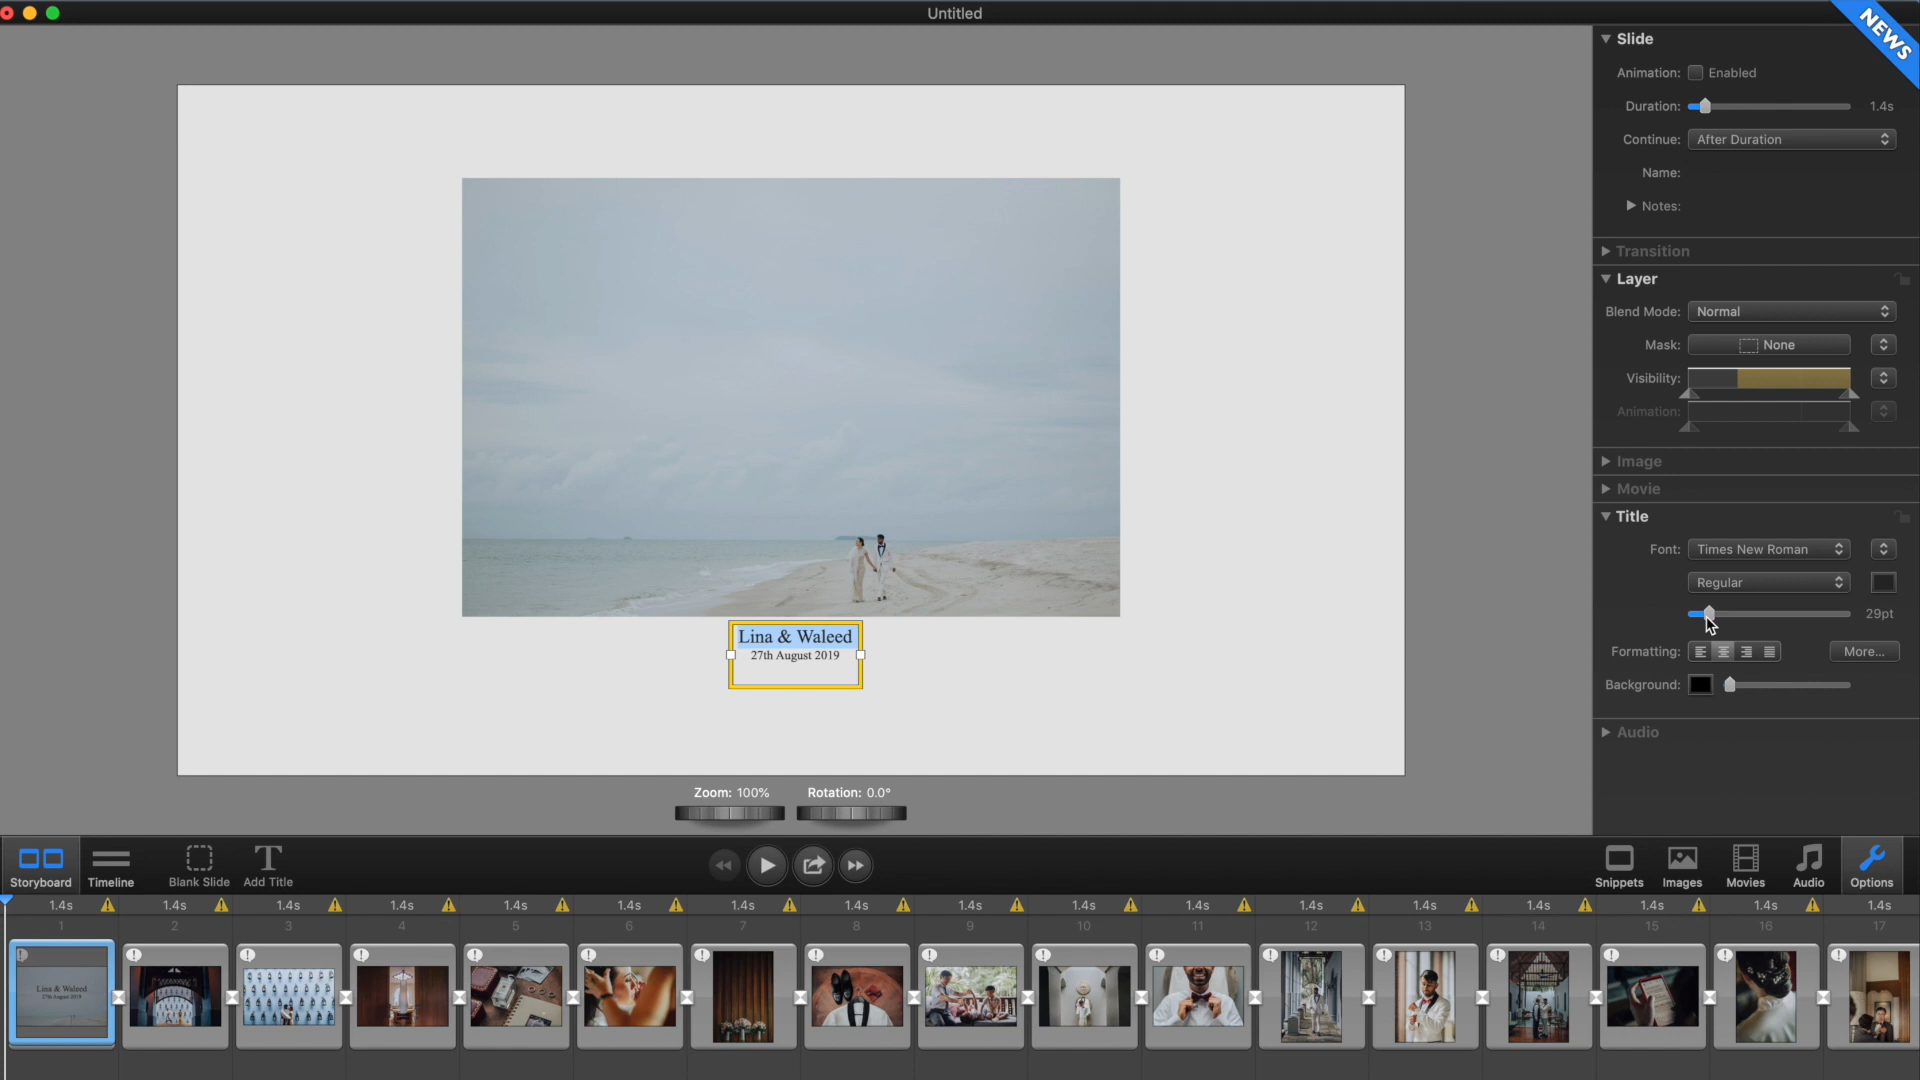 Untitled
NEWS
Slide
Animation: Enabled
Duration: 1.4s
Continue: After Duration
Name:
Notes:
Transition
Layer
Blend Mode: Normal
Mask: None
Visibility:
Animation:
Image
Movie
Title
Font: Times New Roman
Regular
29pt
Formatting: More...
Background:
Audio
Lina & Waleed
27th August 2019
Zoom: 100% Rotation: 0.0°
Storyboard Timeline Blank Slide Add Title
Snippets Images Movies Audio Options
1.4s 1.4s 1.4s 1.4s 1.4s 1.4s 1.4s 1.4s 1.4s 1.4s 1.4s 1.4s 1.4s 1.4s 1.4s 1.4s 1.4s
1 2 3 4 5 6 7 8 9 10 11 12 13 14 15 16 17
Lina & Waleed
27th August 2019